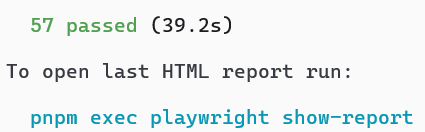 57 passed (39.2s)
To open last HTML report run:
pnpm exec playwright show-report